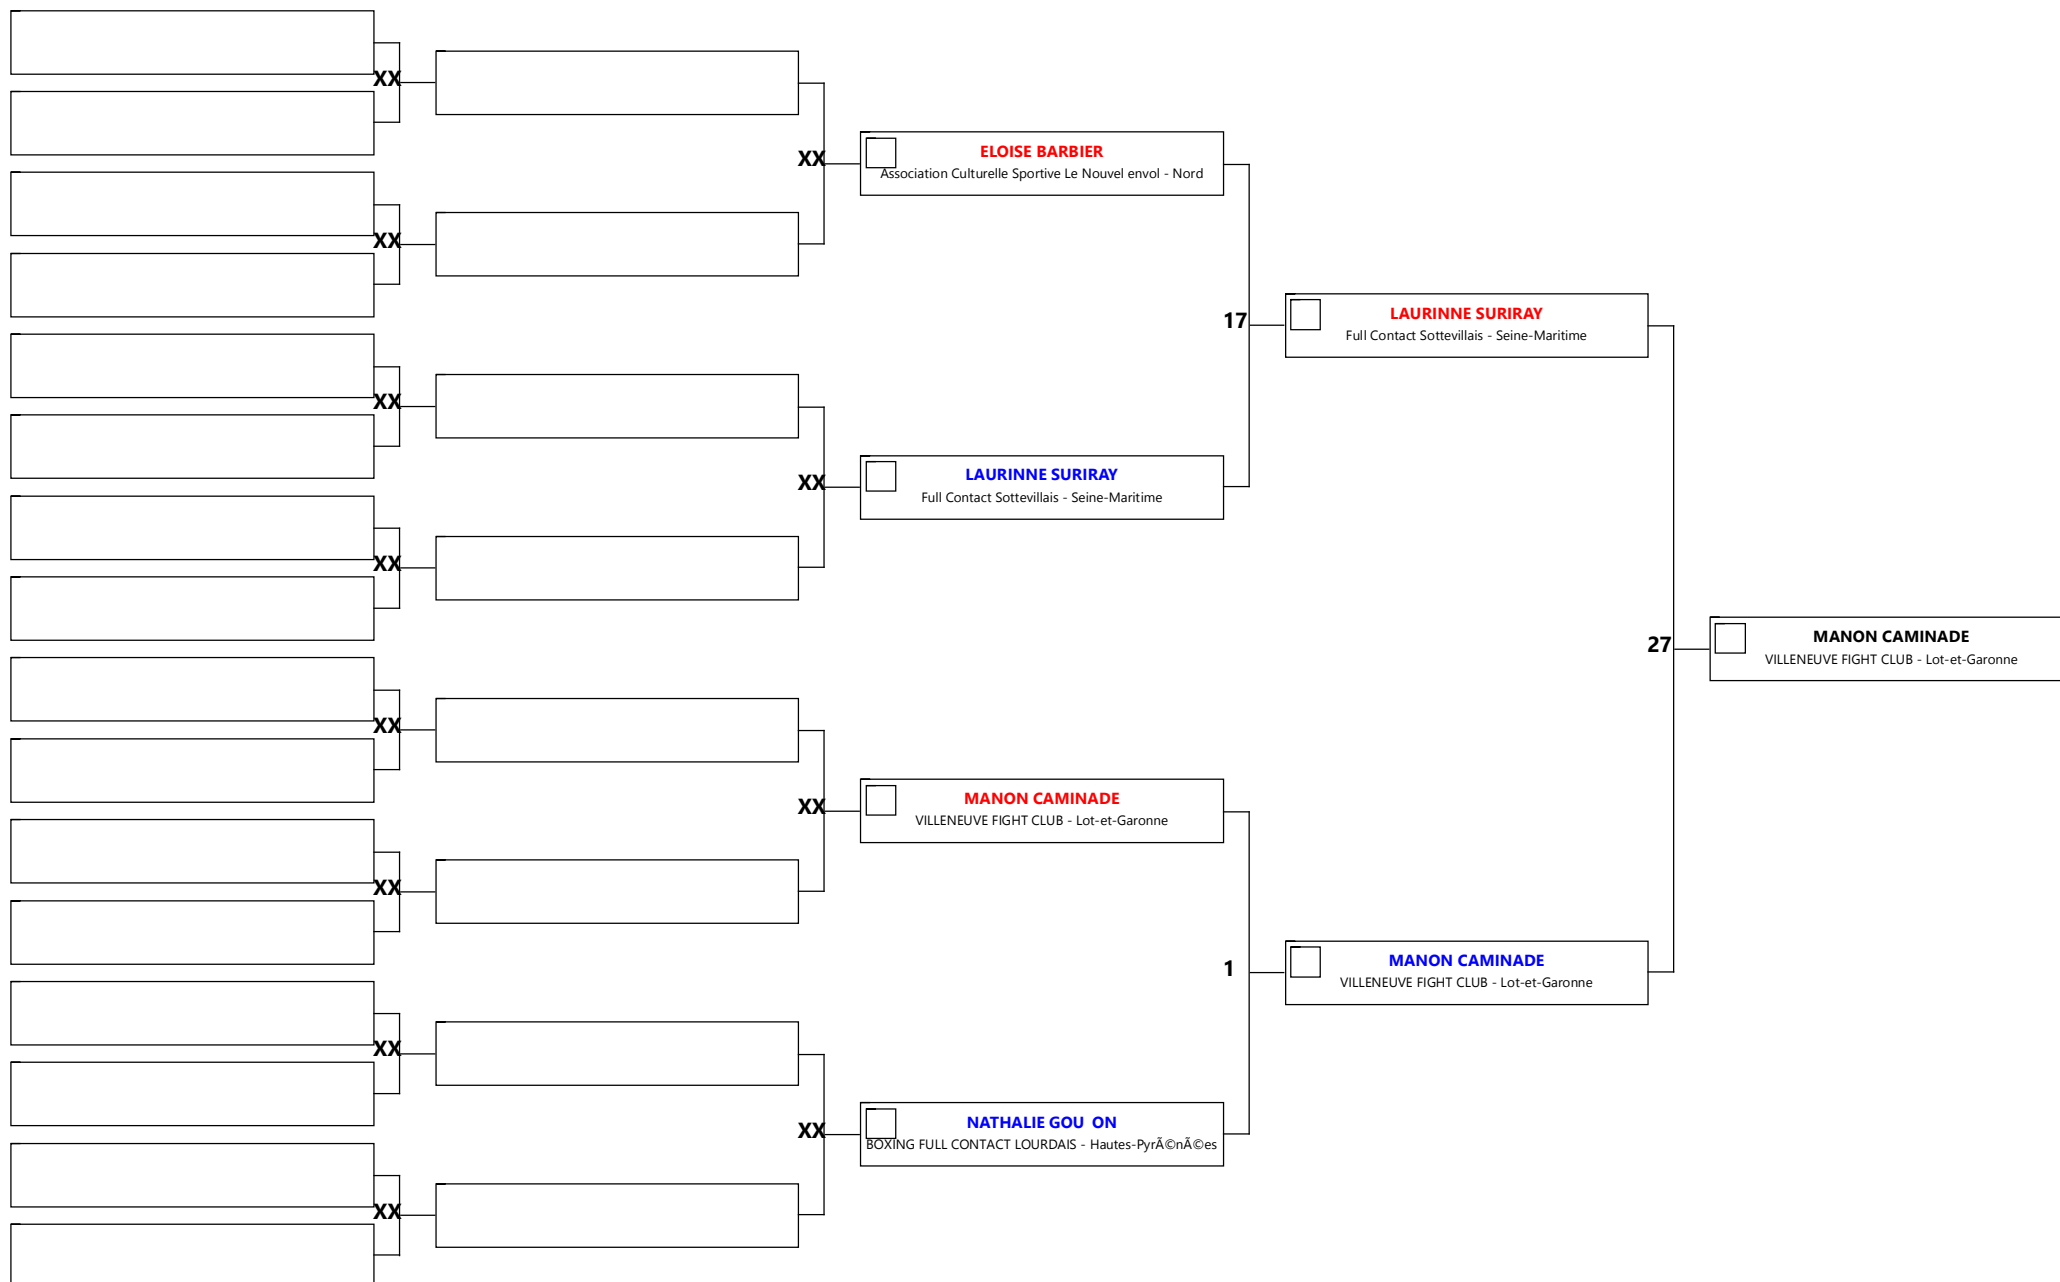 XX
XX
ELOISE BARBIER
Association Culturelle Sportive Le Nouvel envol - Nord
XX
17
LAURINNE SURIRAY
Full Contact Sottevillais - Seine-Maritime
XX
LAURINNE SURIRAY
Full Contact Sottevillais - Seine-Maritime
XX
XX
27
MANON CAMINADE
VILLENEUVE FIGHT CLUB - Lot-et-Garonne
XX
MANON CAMINADE
VILLENEUVE FIGHT CLUB - Lot-et-Garonne
XX
XX
1
MANON CAMINADE
VILLENEUVE FIGHT CLUB - Lot-et-Garonne
XX
NATHALIE GOU  ON
BOXING FULL CONTACT LOURDAIS - Hautes-PyrÃ©nÃ©es
XX
XX